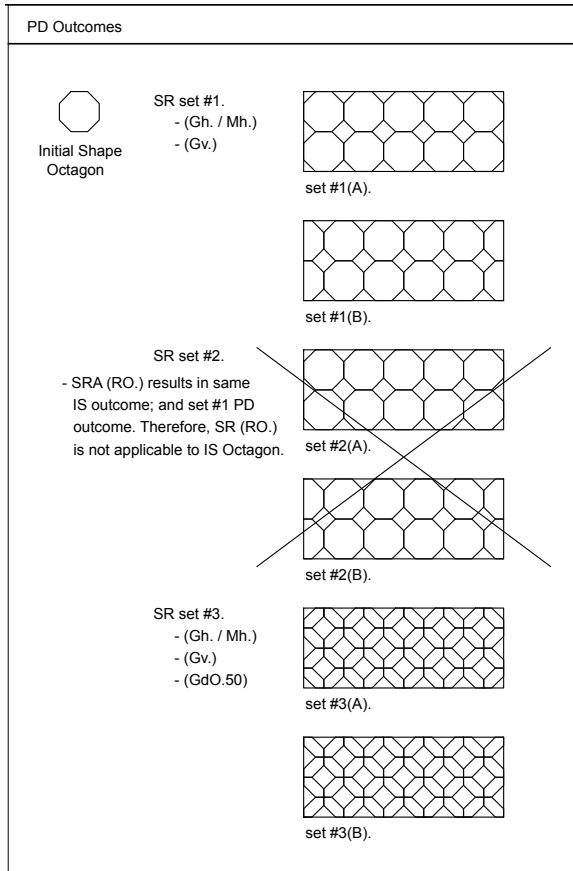 PD Outcomes
Initial Shape
Octagon
SR set #1.
- (Gh. / Mh.)
- (Gv.)
set #1(A).
set #1(B).
SR set #2.
- SRA (RO.) results in same
IS outcome; and set #1 PD
outcome. Therefore, SR (RO.)
is not applicable to IS Octagon.
set #2(A).
set #2(B).
SR set #3.
- (Gh. / Mh.)
- (Gv.)
- (GdO.50)
set #3(A).
set #3(B).